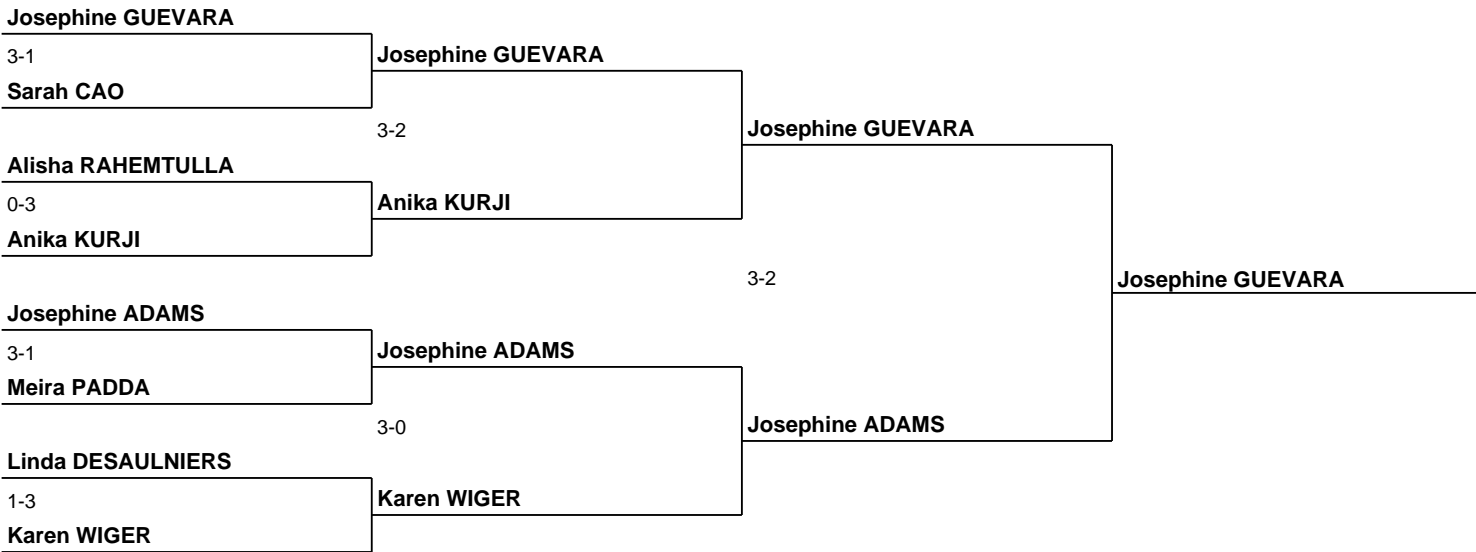 Josephine GUEVARA
3-1
Josephine GUEVARA
Sarah CAO
3-2
Josephine GUEVARA
Alisha RAHEMTULLA
0-3
Anika KURJI
Anika KURJI
3-2
Josephine GUEVARA
Josephine ADAMS
3-1
Josephine ADAMS
Meira PADDA
3-0
Josephine ADAMS
Linda DESAULNIERS
1-3
Karen WIGER
Karen WIGER